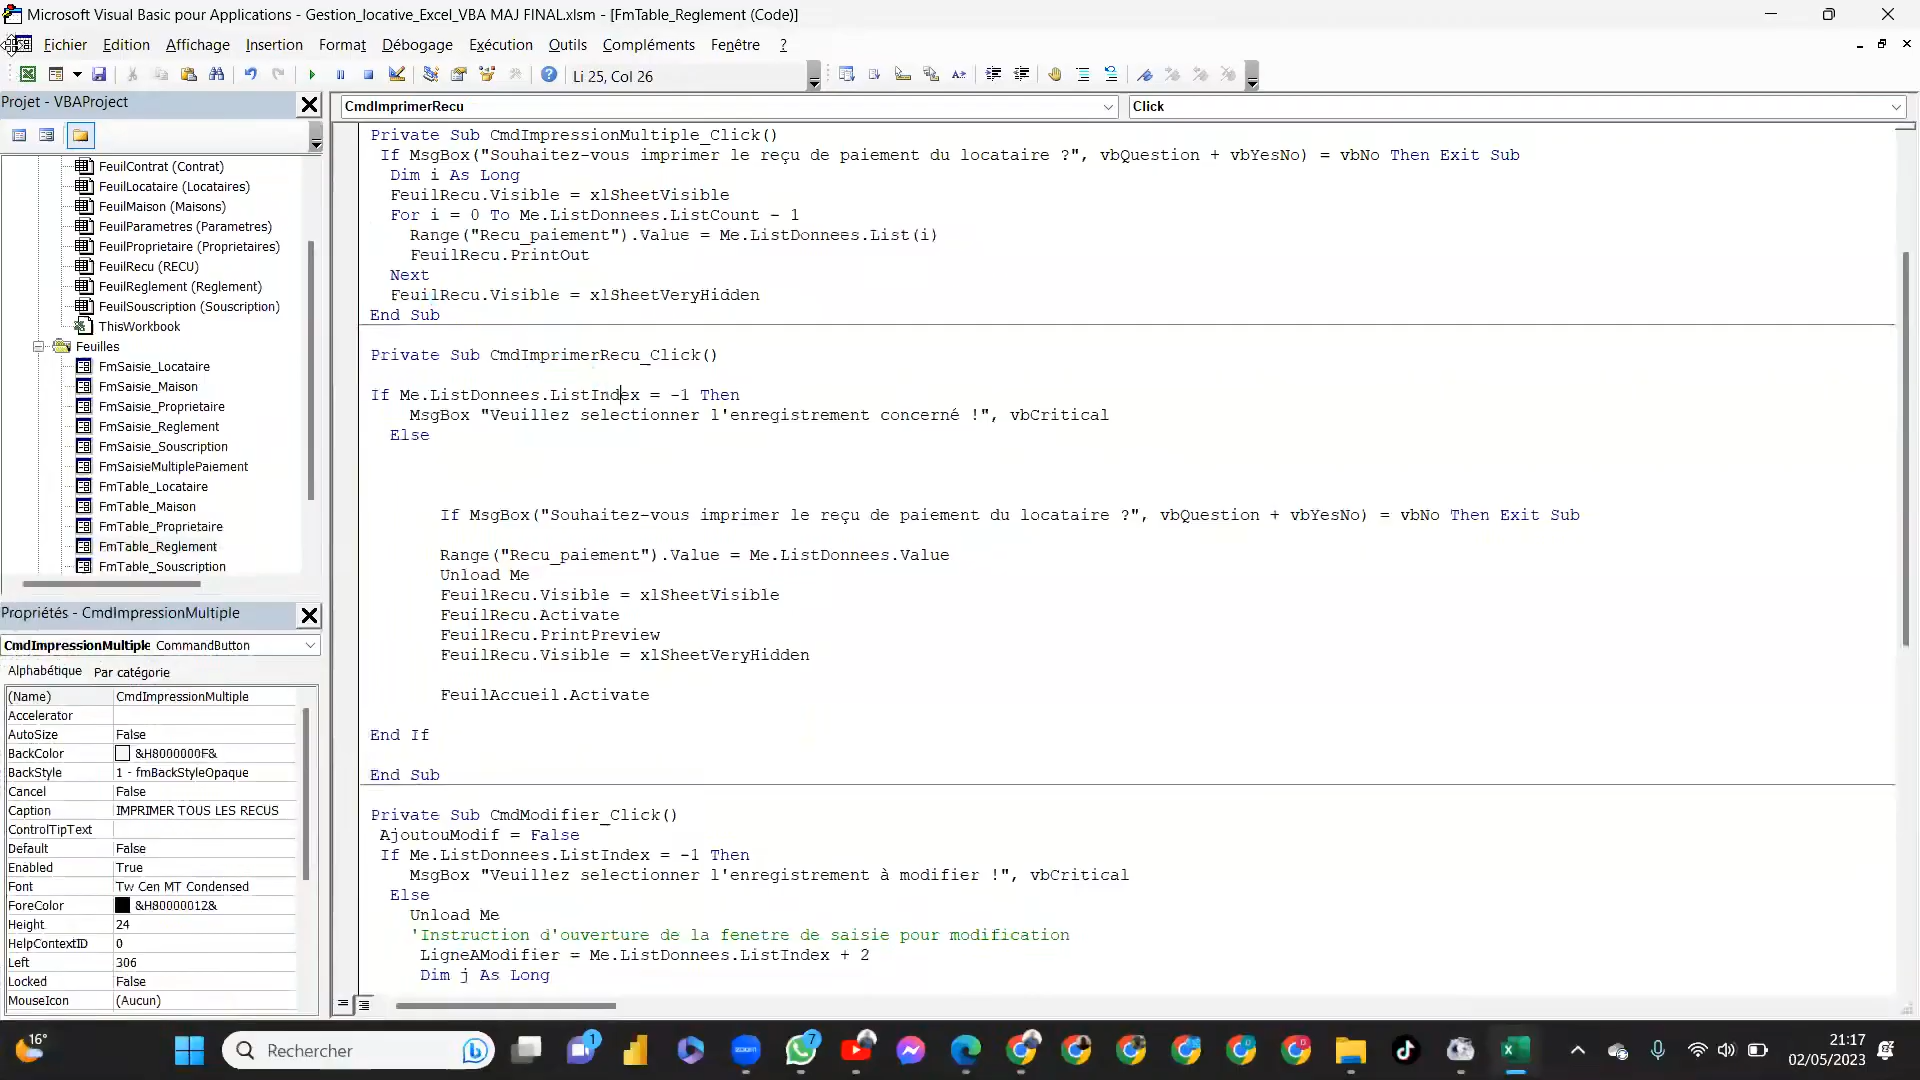 Microsoft Visual Basic pour Applications - Gestion_locative_Excel_VBA MAJ FINAL.xlsm - [FmTable_Reglement (Code)]
Fichier Edition Affichage Insertion Format Débogage Exécution Outils Compléments Fenêtre ?
Li 25, Col 26
Projet - VBAProject
FeuilContrat (Contrat)
FeuilLocataire (Locataires)
FeuilMaison (Maisons)
FeuilParametres (Parametres)
FeuilProprietaire (Proprietaires)
FeuilRecu (RECU)
FeuilReglement (Reglement)
FeuilSouscription (Souscription)
ThisWorkbook
Feuilles
FmSaisie_Locataire
FmSaisie_Maison
FmSaisie_Proprietaire
FmSaisie_Reglement
FmSaisie_Souscription
FmSaisieMultiplePaiement
FmTable_Locataire
FmTable_Maison
FmTable_Proprietaire
FmTable_Reglement
FmTable_Souscription
Propriétés - CmdImpressionMultiple
CmdImpressionMultiple CommandButton
Alphabétique Par catégorie
(Name) CmdImpressionMultiple
Accelerator
AutoSize False
BackColor &H8000000F&
BackStyle 1 - fmBackStyleOpaque
Cancel False
Caption IMPRIMER TOUS LES RECUS
ControlTipText
Default False
Enabled True
Font Tw Cen MT Condensed
ForeColor &H80000012&
Height 24
HelpContextID 0
Left 306
Locked False
MouseIcon (Aucun)
CmdImprimerRecu Click
Private Sub CmdImpressionMultiple_Click()
If MsgBox("Souhaitez-vous imprimer le reçu de paiement du locataire ?", vbQuestion + vbYesNo) = vbNo Then Exit Sub
Dim i As Long
FeuilRecu.Visible = xlSheetVisible
For i = 0 To Me.ListDonnees.ListCount - 1
Range("Recu_paiement").Value = Me.ListDonnees.List(i)
FeuilRecu.PrintOut
Next
FeuilRecu.Visible = xlSheetVeryHidden
End Sub
Private Sub CmdImprimerRecu_Click()
If Me.ListDonnees.ListIndex = -1 Then
MsgBox "Veuillez selectionner l'enregistrement concerné !", vbCritical
Else
If MsgBox("Souhaitez-vous imprimer le reçu de paiement du locataire ?", vbQuestion + vbYesNo) = vbNo Then Exit Sub
Range("Recu_paiement").Value = Me.ListDonnees.Value
Unload Me
FeuilRecu.Visible = xlSheetVisible
FeuilRecu.Activate
FeuilRecu.PrintPreview
FeuilRecu.Visible = xlSheetVeryHidden
FeuilAccueil.Activate
End If
End Sub
Private Sub CmdModifier_Click()
AjoutouModif = False
If Me.ListDonnees.ListIndex = -1 Then
MsgBox "Veuillez selectionner l'enregistrement à modifier !", vbCritical
Else
Unload Me
'Instruction d'ouverture de la fenetre de saisie pour modification
LigneAModifier = Me.ListDonnees.ListIndex + 2
Dim j As Long
16°
Rechercher
1
zoom
7
21:17
02/05/2023